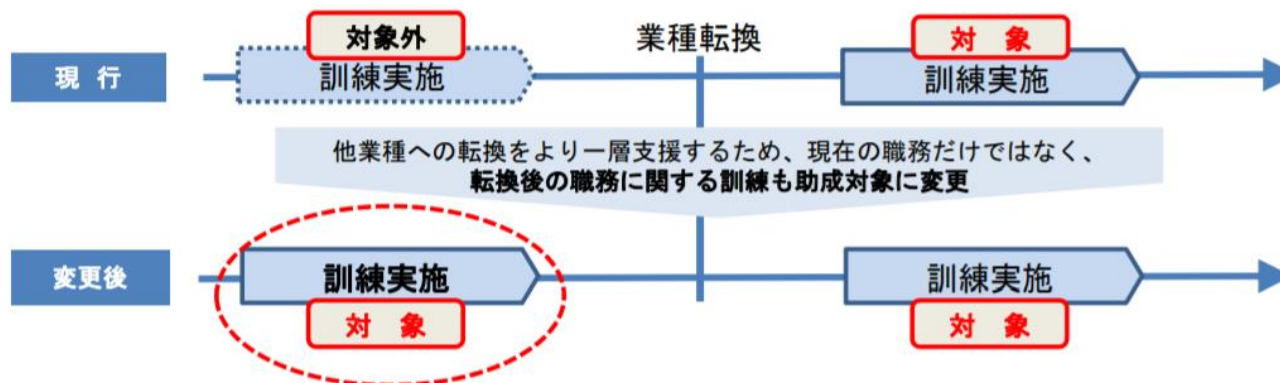 対象外
業種転換
対 象
現 行
訓練実施
訓練実施
他業種への転換をより一層支援するため、現在の職務だけではなく、
転換後の職務に関する訓練も助成対象に変更
変更後
訓練実施
訓練実施
対 象
対 象